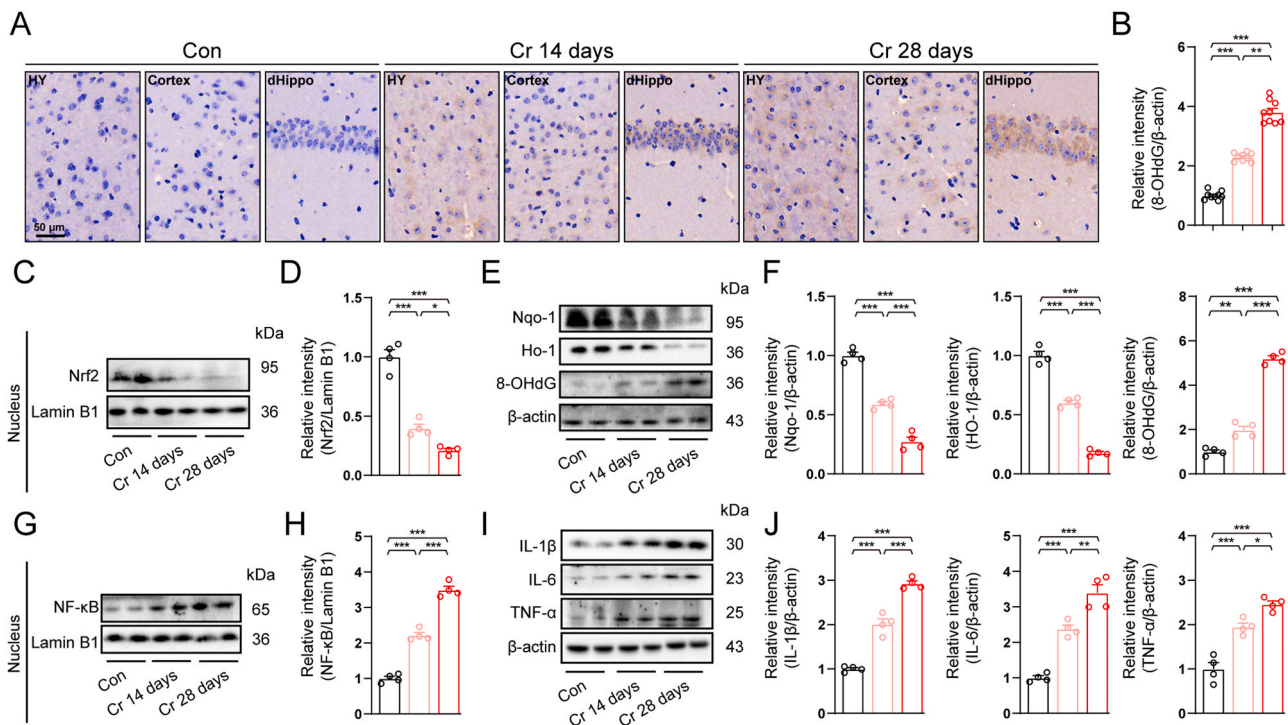 A
Con
Cr 14 days
Cr 28 days
HY
Cortex
dHippo
HY
Cortex
dHippo
HY
Cortex
dHippo
50 μm
B
Relative intensity
(8-OHdG/β-actin)
6
4
2
0
***
***
**
C
Nucleus
kDa
Nrf2
95
Lamin B1
36
Con
Cr 14 days
Cr 28 days
D
Relative intensity
(Nrf2/Lamin B1)
1.5
1.0
0.5
0.0
***
***
*
E
kDa
Nqo-1
95
Ho-1
36
8-OHdG
36
β-actin
43
Con
Cr 14 days
Cr 28 days
F
Relative intensity
(Nqo-1/β-actin)
1.5
1.0
0.5
0.0
***
***
***
Relative intensity
(HO-1/β-actin)
1.5
1.0
0.5
0.0
***
***
***
Relative intensity
(8-OHdG/β-actin)
8
6
4
2
0
***
**
***
G
Nucleus
kDa
NF-κB
65
Lamin B1
36
Con
Cr 14 days
Cr 28 days
H
Relative intensity
(NF-κB/Lamin B1)
5
4
3
2
1
0
***
***
***
I
kDa
IL-1β
30
IL-6
23
TNF-α
25
β-actin
43
Con
Cr 14 days
Cr 28 days
J
Relative intensity
(IL-1β/β-actin)
4
3
2
1
0
***
***
***
Relative intensity
(IL-6/β-actin)
5
4
3
2
1
0
***
***
**
Relative intensity
(TNF-α/β-actin)
4
3
2
1
0
***
***
*